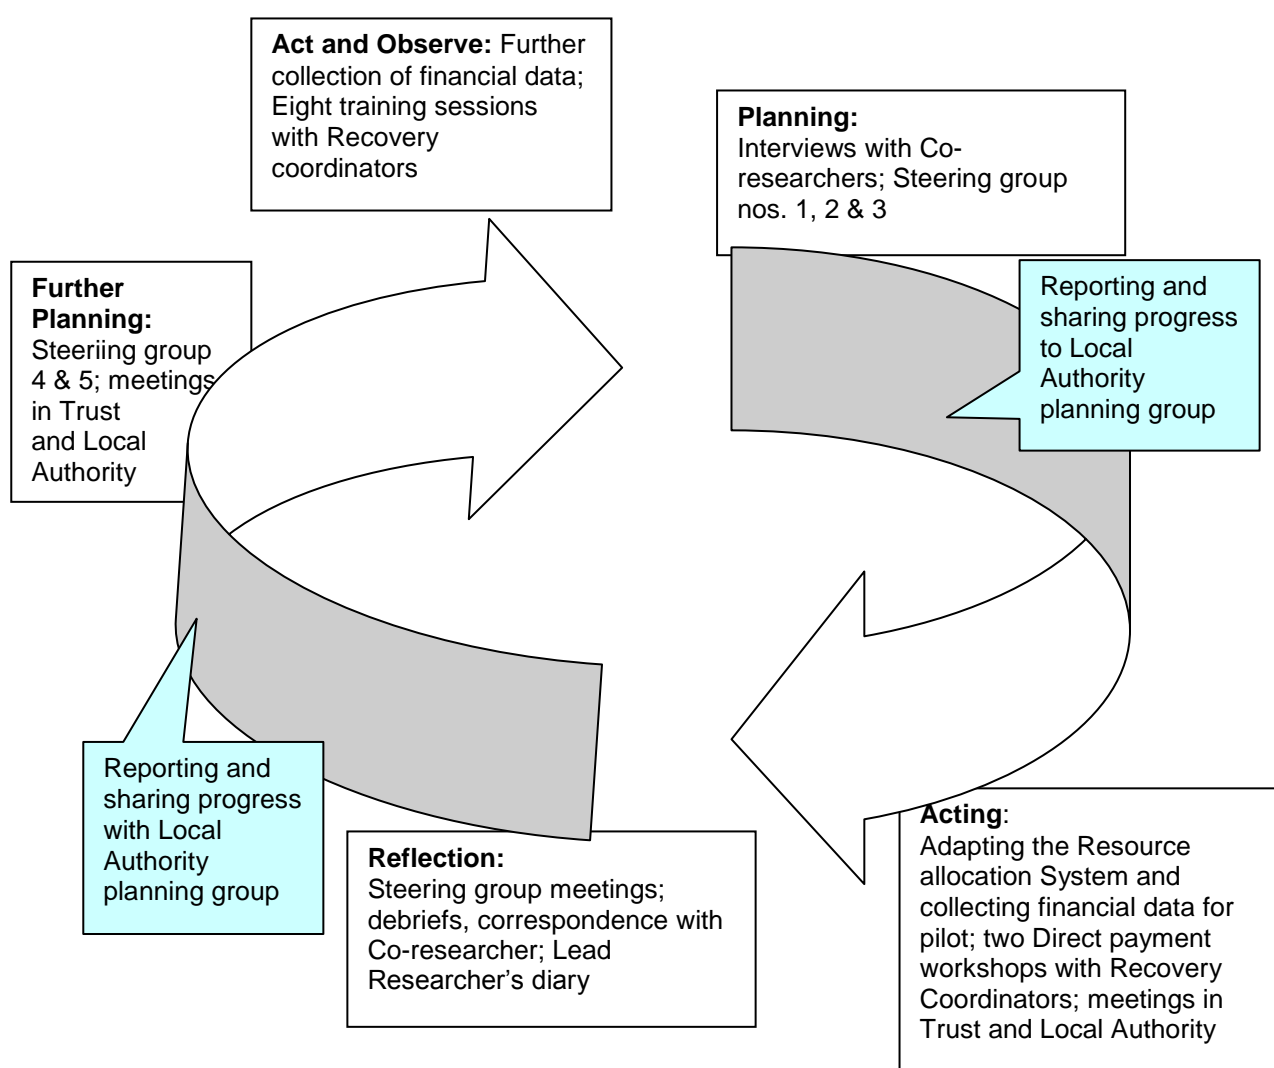 Act and Observe: Further
collection of financial data;
Eight training sessions
with Recovery
coordinators
Planning:
Interviews with Co-
researchers; Steering group
nos. 1, 2 & 3
Reporting and
sharing progress
to Local
Authority
planning group
Further
Planning:
Steeriing group
4 & 5; meetings
in Trust
and Local
Authority
Reporting and
sharing progress
with Local
Authority
planning group
Reflection:
Steering group meetings;
debriefs, correspondence with
Co-researcher; Lead
Researcher’s diary
Acting:
Adapting the Resource
allocation System and
collecting financial data for
pilot; two Direct payment
workshops with Recovery
Coordinators; meetings in
Trust and Local Authority